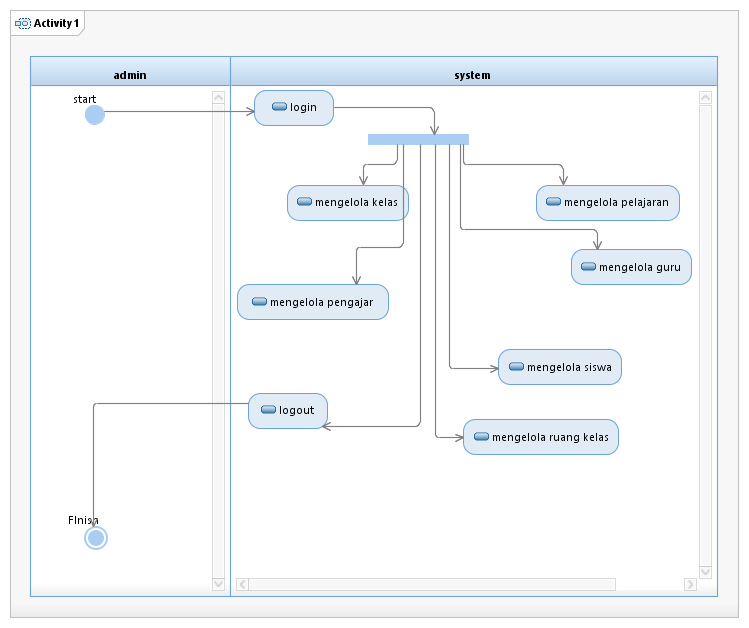 Activity 1
admin
system
start
login
mengelola kelas
mengelola pelajaran
mengelola guru
mengelola pengajar
mengelola siswa
logout
mengelola ruang kelas
FInish